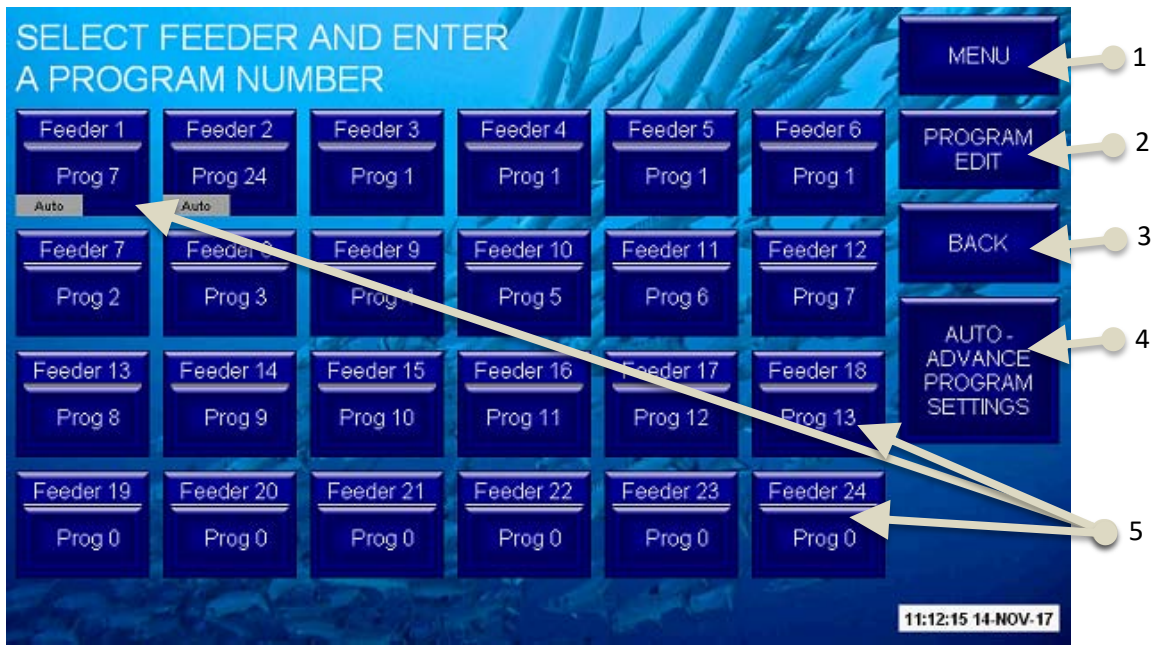 SELECT FEEDER AND ENTER
A PROGRAM NUMBER
MENU
1
Feeder 1 Feeder 2 Feeder 3 Feeder 4 Feeder 5 Feeder 6
Prog 7 Prog 24 Prog 1 Prog 1 Prog 1 Prog 1
Auto Auto
PROGRAM
EDIT
2
Feeder 7 Feeder 8 Feeder 9 Feeder 10 Feeder 11 Feeder 12
Prog 2 Prog 3 Prog 4 Prog 5 Prog 6 Prog 7
BACK
3
Feeder 13 Feeder 14 Feeder 15 Feeder 16 Feeder 17 Feeder 18
Prog 8 Prog 9 Prog 10 Prog 11 Prog 12 Prog 13
AUTO -
ADVANCE
PROGRAM
SETTINGS
4
Feeder 19 Feeder 20 Feeder 21 Feeder 22 Feeder 23 Feeder 24
Prog 0 Prog 0 Prog 0 Prog 0 Prog 0 Prog 0
5
11:12:15 14-NOV-17